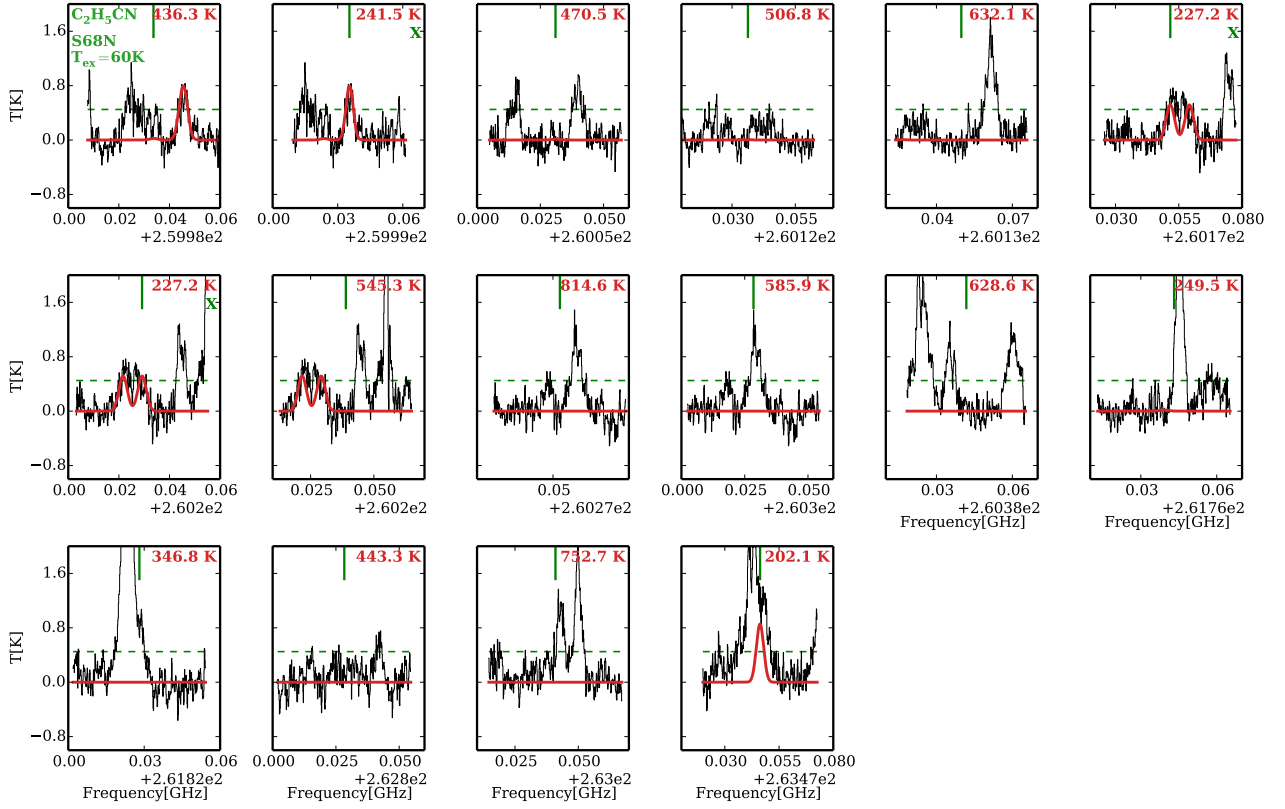 C₂H₅CN 436.3 K 241.5 K 470.5 K 506.8 K 632.1 K 227.2 K
X X
S68N
T_ex=60K
T[K]
1.6
0.8
0.0
−0.8
0.00 0.02 0.04 0.06 0.00 0.03 0.06 0.000 0.025 0.050 0.030 0.055 0.04 0.07 0.030 0.055 0.080
+2.5998e2 +2.5999e2 +2.6005e2 +2.6012e2 +2.6013e2 +2.6017e2
227.2 K 545.3 K 814.6 K 585.9 K 628.6 K 249.5 K
X
T[K]
1.6
0.8
0.0
−0.8
0.00 0.02 0.04 0.06 0.025 0.050 0.05 0.000 0.025 0.050 0.03 0.06 0.03 0.06
+2.602e2 +2.602e2 +2.6027e2 +2.603e2 +2.6038e2 +2.6176e2
Frequency[GHz] Frequency[GHz]
346.8 K 443.3 K 752.7 K 202.1 K
T[K]
1.6
0.8
0.0
−0.8
0.00 0.03 0.06 0.000 0.025 0.050 0.025 0.050 0.030 0.055 0.080
+2.6182e2 +2.628e2 +2.63e2 +2.6347e2
Frequency[GHz] Frequency[GHz] Frequency[GHz] Frequency[GHz]